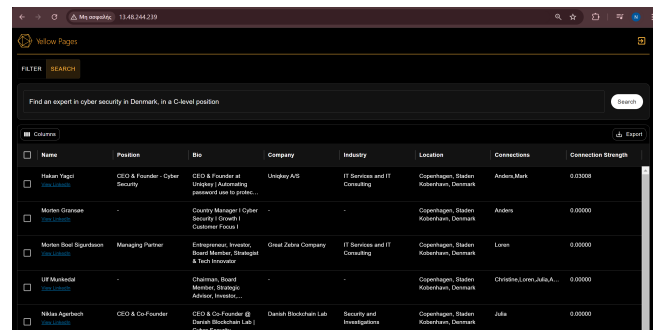 Μη ασφαλής 13.48.244.239
Yellow Pages
FILTER SEARCH
Find an expert in cyber security in Denmark, in a C-level position
Search
Columns
Export
Name Position Bio Company Industry Location Connections Connection Strength
Hakan Yagci CEO & Founder - Cyber CEO & Founder at Uniqkey A/S IT Services and IT Copenhagen, Staden Anders,Mark 0.03008
View LinkedIn Security Uniqkey | Automating Consulting Kobenhavn, Denmark
password use to protec...
Morten Gransøe - Country Manager I Cyber - - Copenhagen, Staden Anders 0.00000
View LinkedIn Security I Growth I Kobenhavn, Denmark
Customer Focus I
Morten Boel Sigurdsson Managing Partner Entrepreneur, Investor, Great Zebra Company IT Services and IT Copenhagen, Staden Loren 0.00000
View LinkedIn Board Member, Strategist Consulting Kobenhavn, Denmark
& Tech Innovator
Ulf Munkedal - Chairman, Board - - Copenhagen, Staden Christine,Loren,Julia,A... 0.00000
View LinkedIn Member, Strategic Kobenhavn, Denmark
Advisor, Investor,...
Niklas Agerbech CEO & Co-Founder CEO & Co-Founder @ Danish Blockchain Lab Security and Copenhagen, Staden Julia 0.00000
View LinkedIn Danish Blockchain Lab | Investigations Kobenhavn, Denmark
Cyber Security